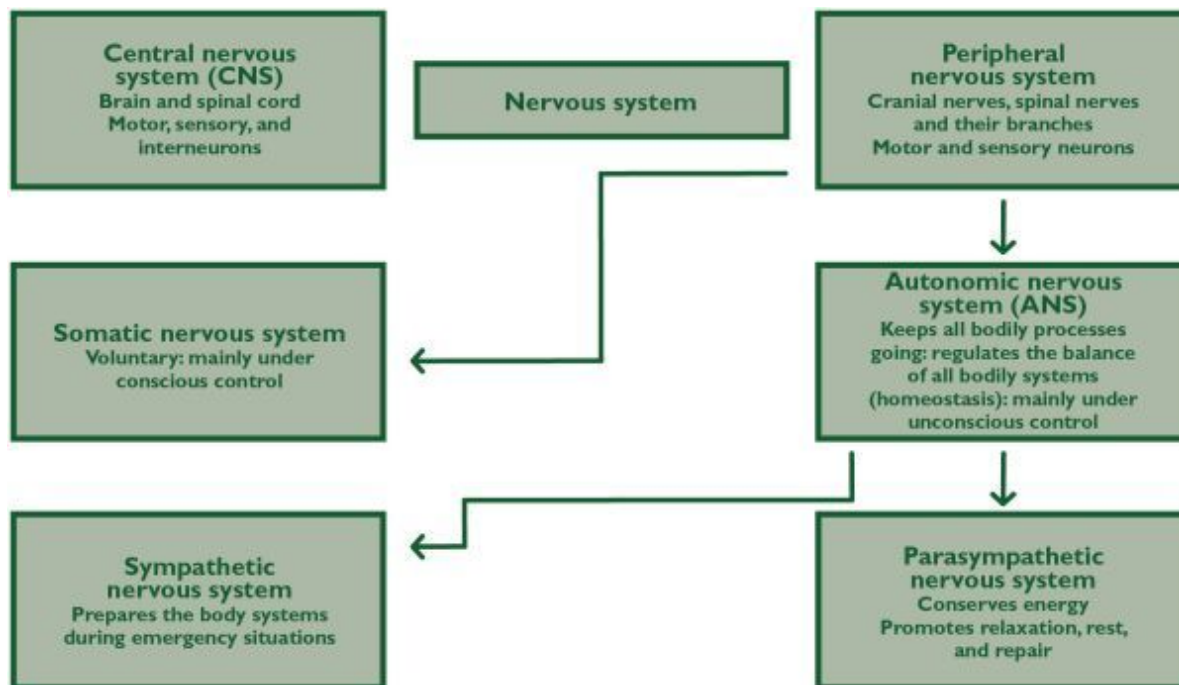 Central nervous
system (CNS)
Brain and spinal cord
Motor, sensory, and
interneurons
Nervous system
Peripheral
nervous system
Cranial nerves, spinal nerves
and their branches
Motor and sensory neurons
Somatic nervous system
Voluntary: mainly under
conscious control
Autonomic nervous
system (ANS)
Keeps all bodily processes
going: regulates the balance
of all bodily systems
(homeostasis): mainly under
unconscious control
Sympathetic
nervous system
Prepares the body systems
during emergency situations
Parasympathetic
nervous system
Conserves energy
Promotes relaxation, rest,
and repair